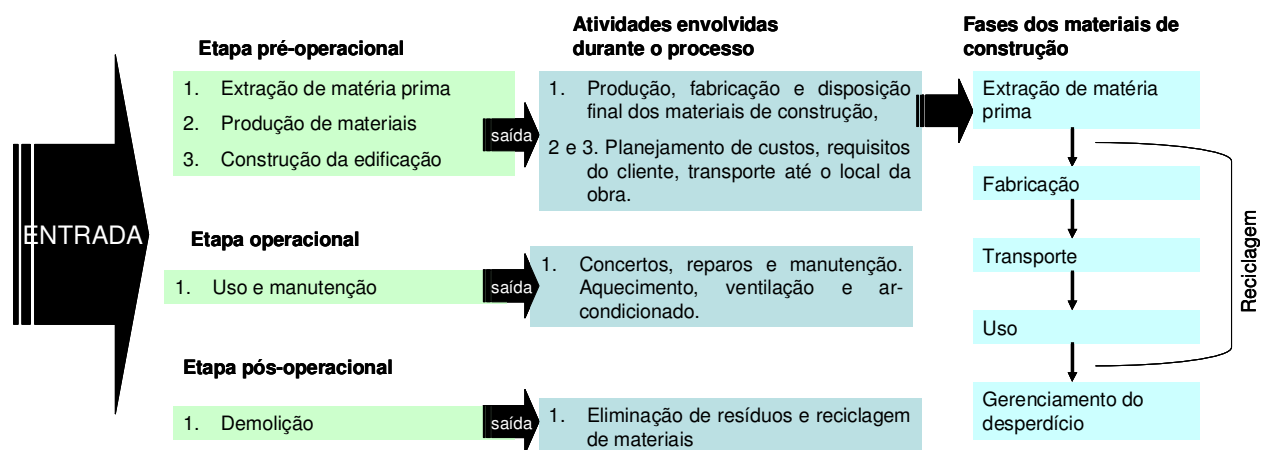 ENTRADA
Etapa pré-operacional
1. Extração de matéria prima
2. Produção de materiais
3. Construção da edificação
saída
Atividades envolvidas
durante o processo
1. Produção, fabricação e disposição
final dos materiais de construção,
2 e 3. Planejamento de custos, requisitos
do cliente, transporte até o local da
obra.
Etapa operacional
1. Uso e manutenção
saída
1. Concertos, reparos e manutenção.
Aquecimento, ventilação e ar-
condicionado.
Etapa pós-operacional
1. Demolição
saída
1. Eliminação de resíduos e reciclagem
de materiais
Fases dos materiais de
construção
Extração de matéria
prima
Fabricação
Transporte
Uso
Gerenciamento do
desperdício
Reciclagem